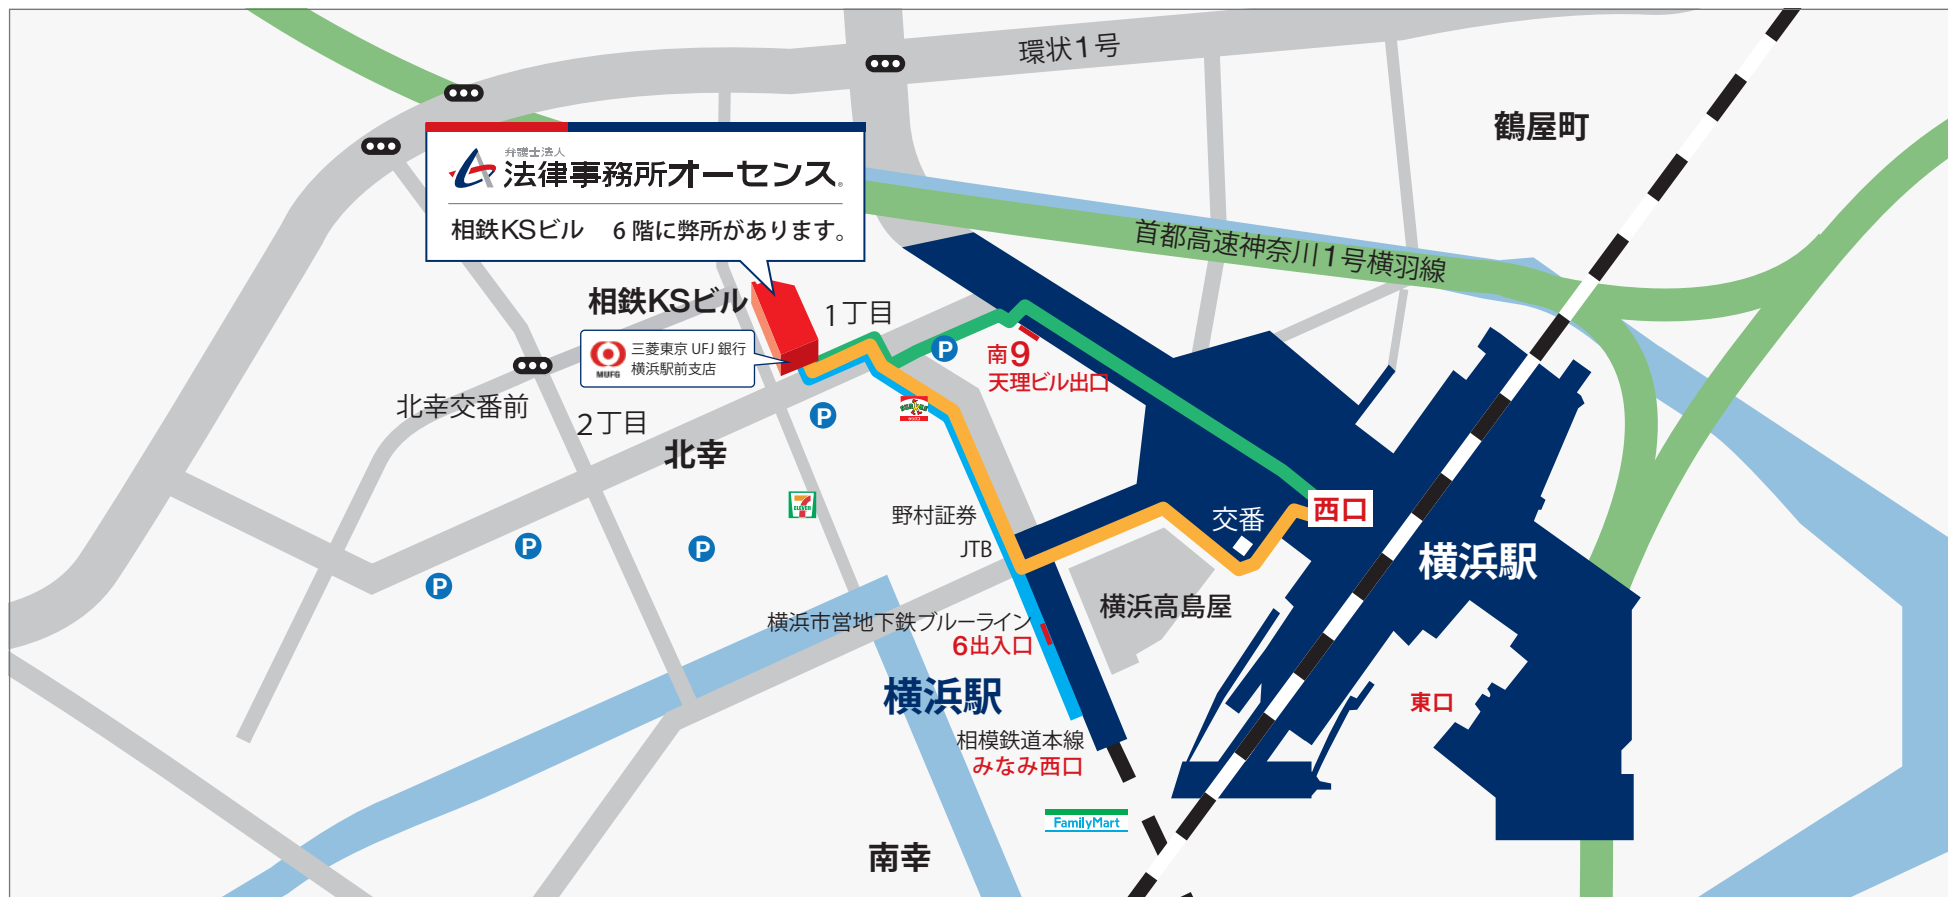 環状1号
鶴屋町
弁護士法人
法律事務所オーセンス®
相鉄KSビル　6階に弊所があります。
首都高速神奈川1号横羽線
相鉄KSビル
1丁目
三菱東京UFJ銀行
横浜駅前支店
MUFG
P
南9
天理ビル出口
北幸交番前
2丁目
P
北幸
7
ELEVEN
野村証券
JTB
交番
西口
横浜駅
P
P
P
横浜高島屋
横浜市営地下鉄ブルーライン
6出入口
横浜駅
東口
相模鉄道本線
みなみ西口
FamilyMart
南幸